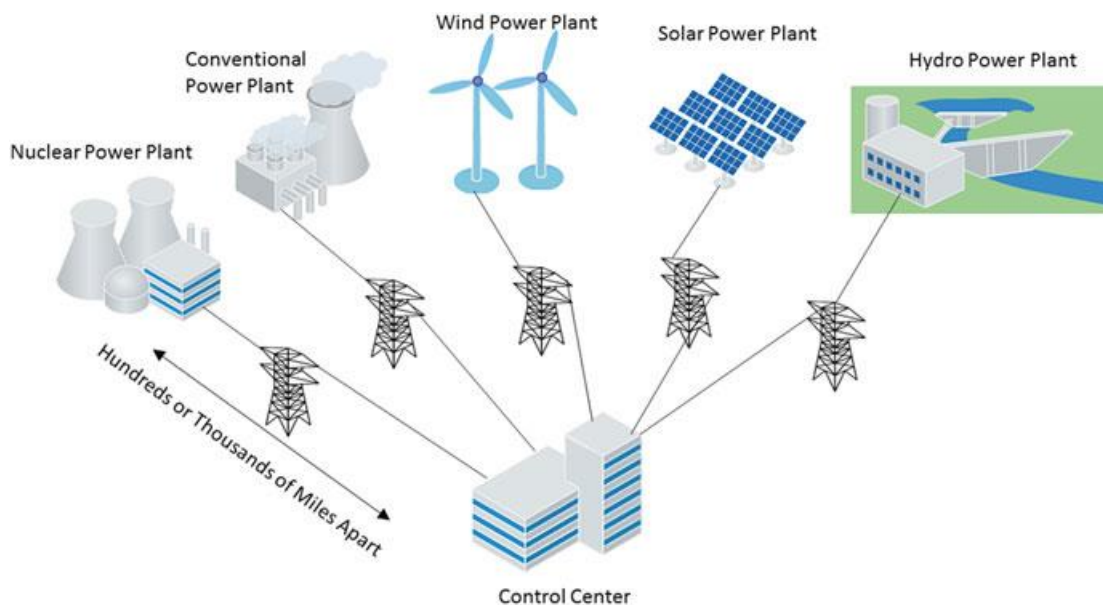 Wind Power Plant
Solar Power Plant
Conventional
Power Plant
Hydro Power Plant
Nuclear Power Plant
Hundreds or Thousands of Miles Apart
Control Center